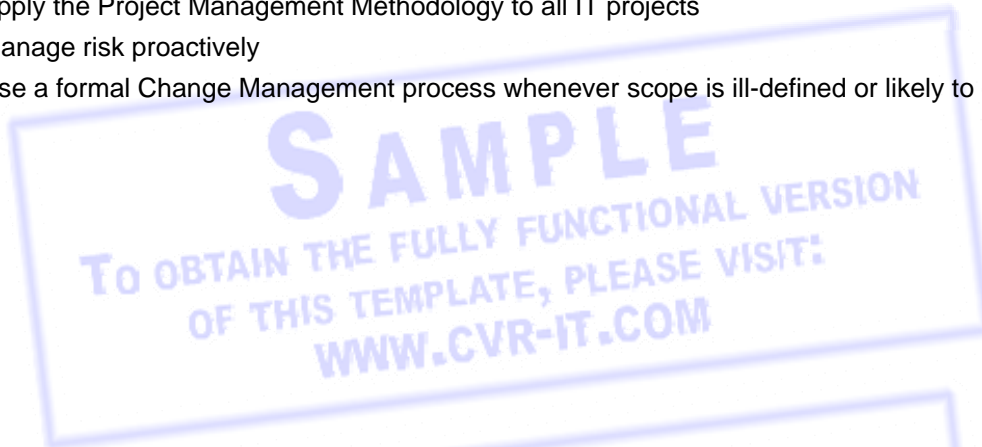 pply the Project Management Methodology to all IT projects
anage risk proactively
se a formal Change Management process whenever scope is ill-defined or likely to
SAMPLE
TO OBTAIN THE FULLY FUNCTIONAL VERSION
OF THIS TEMPLATE, PLEASE VISIT:
WWW.CVR-IT.COM